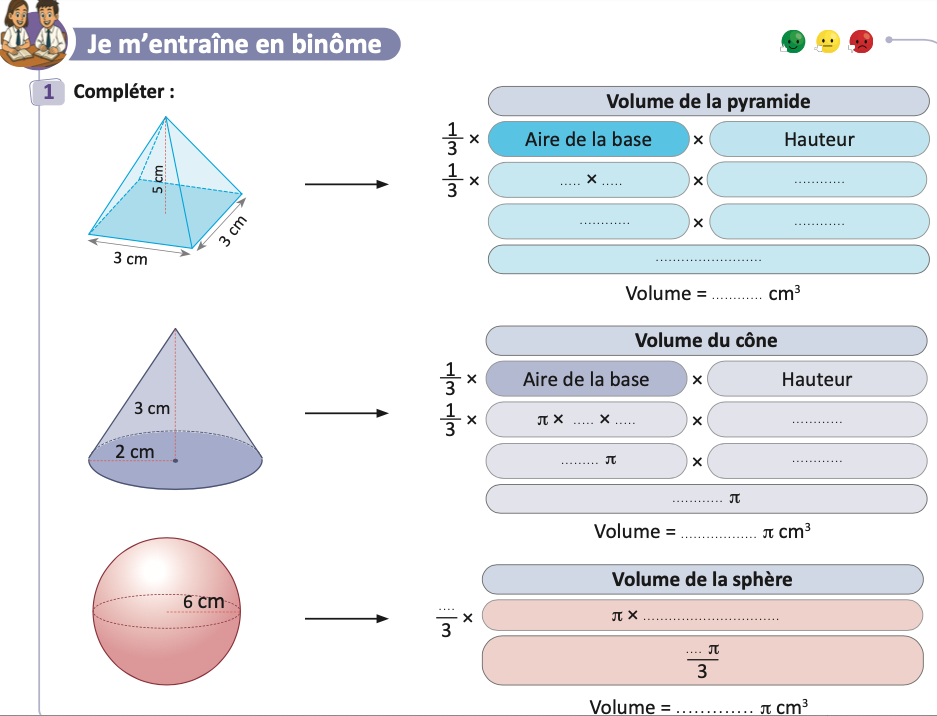 Je m’entraîne en binôme
1 Compléter :
5 cm
3 cm
3 cm
Volume de la pyramide
1/3 × Aire de la base × Hauteur
1/3 × ..... × ..... × ............
............ × ............
.........................
Volume = ............ cm³
3 cm
2 cm
Volume du cône
1/3 × Aire de la base × Hauteur
1/3 × π × ..... × ..... × ............
......... π × ............
............ π
Volume = .................. π cm³
6 cm
Volume de la sphère
..../3 × π × ................................
.... π/3
Volume = ............. π cm³